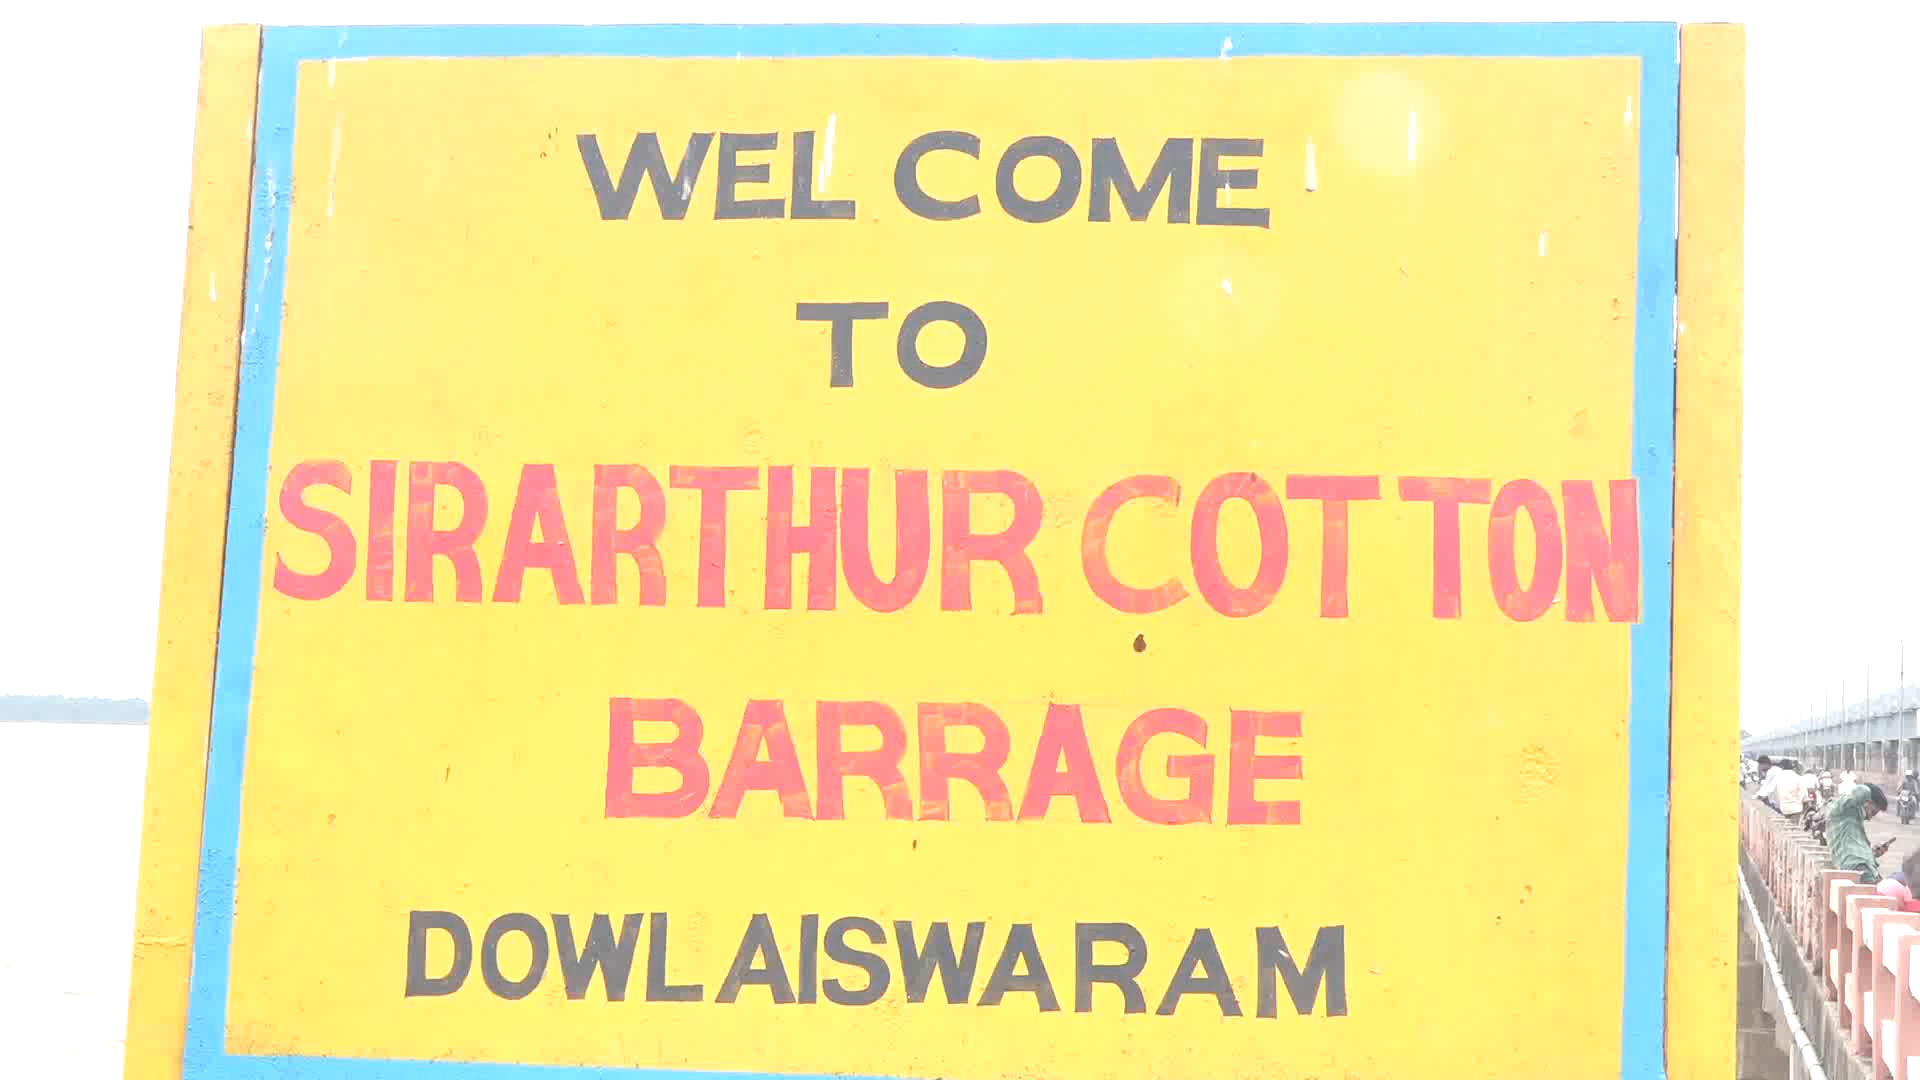 WEL COME
TO
SIRARTHUR COTTON
BARRAGE
DOWLAISWARAM